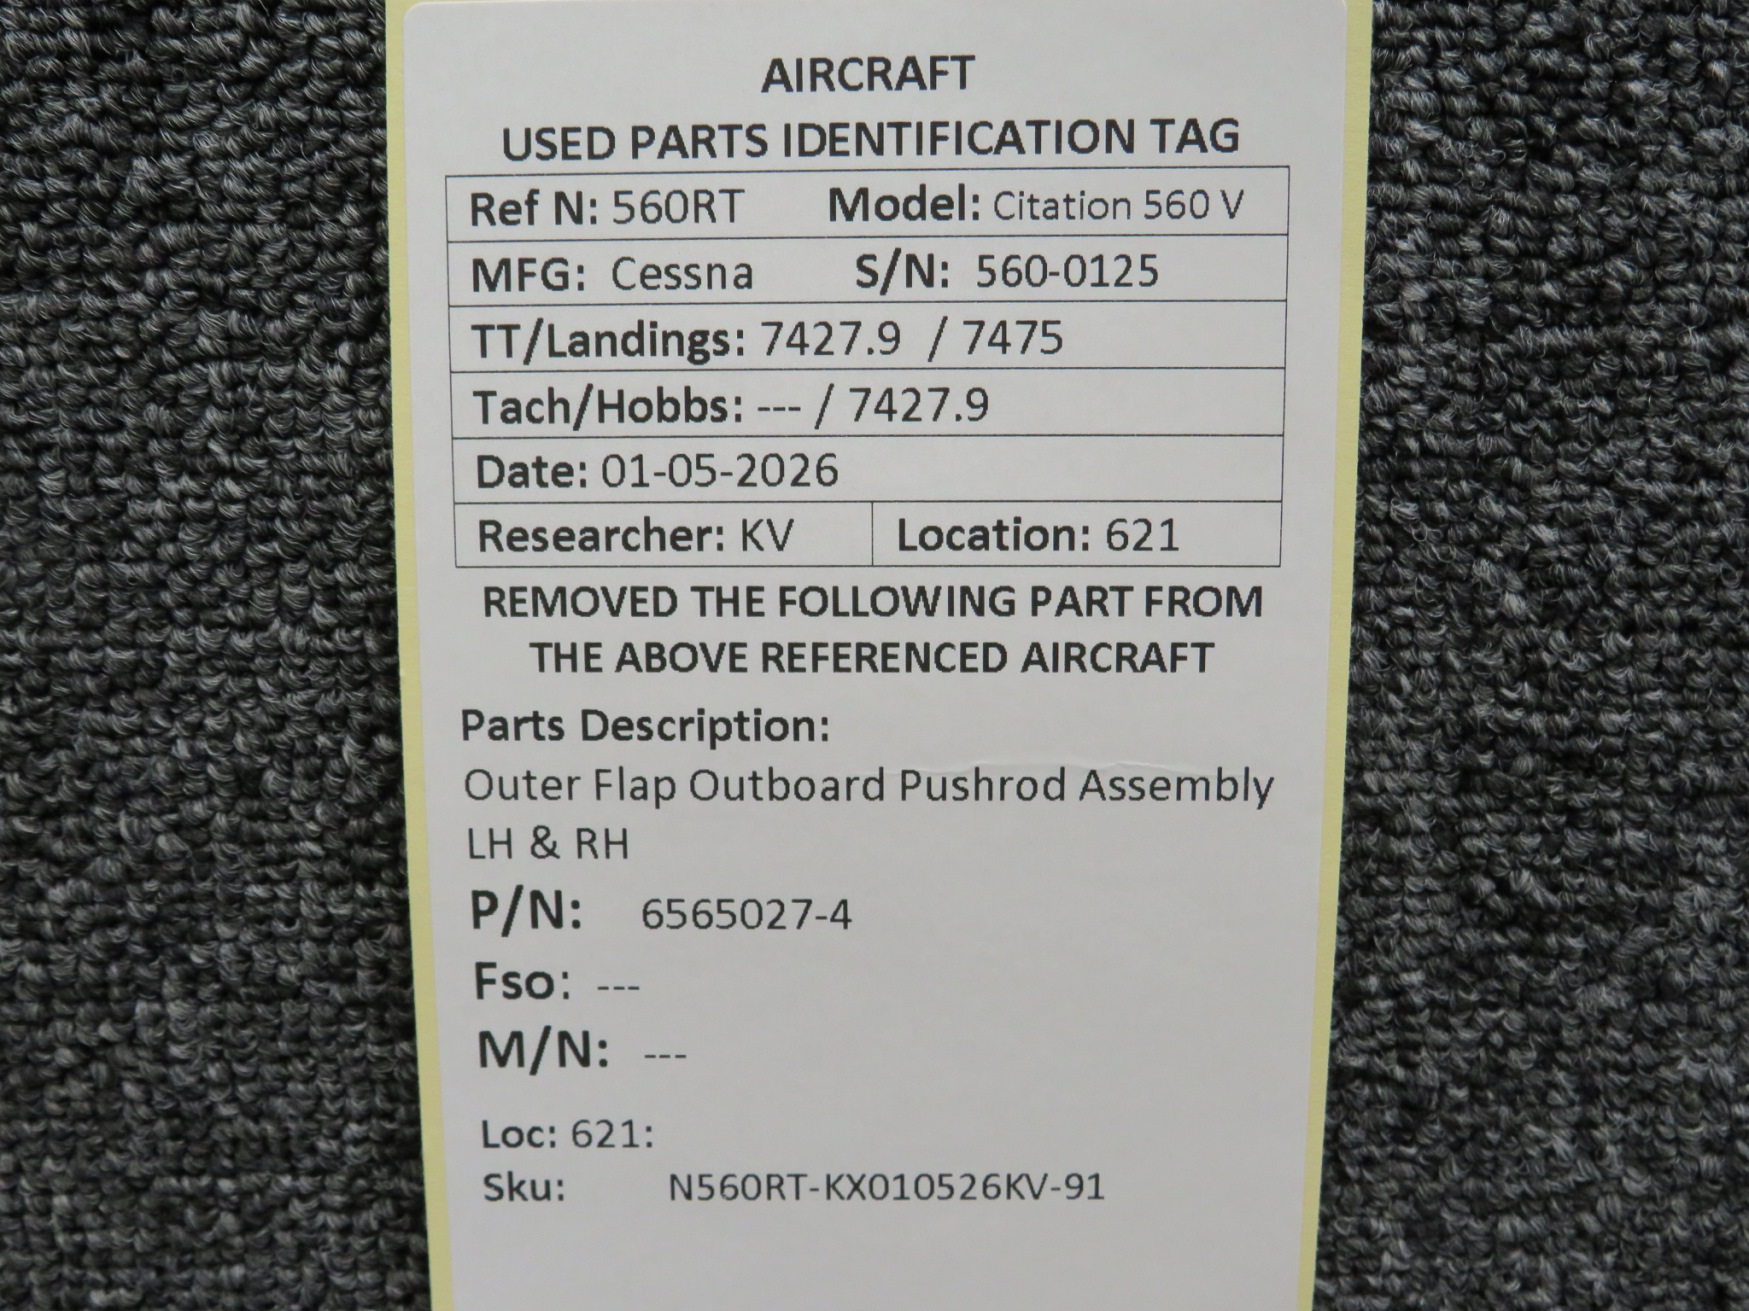 AIRCRAFT
USED PARTS IDENTIFICATION TAG
Ref N: 560RT Model: Citation 560 V
MFG: Cessna S/N: 560-0125
TT/Landings: 7427.9 / 7475
Tach/Hobbs: --- / 7427.9
Date: 01-05-2026
Researcher: KV Location: 621
REMOVED THE FOLLOWING PART FROM
THE ABOVE REFERENCED AIRCRAFT
Parts Description:
Outer Flap Outboard Pushrod Assembly
LH & RH
P/N: 6565027-4
Fso: ---
M/N: ---
Loc: 621:
Sku: N560RT-KX010526KV-91